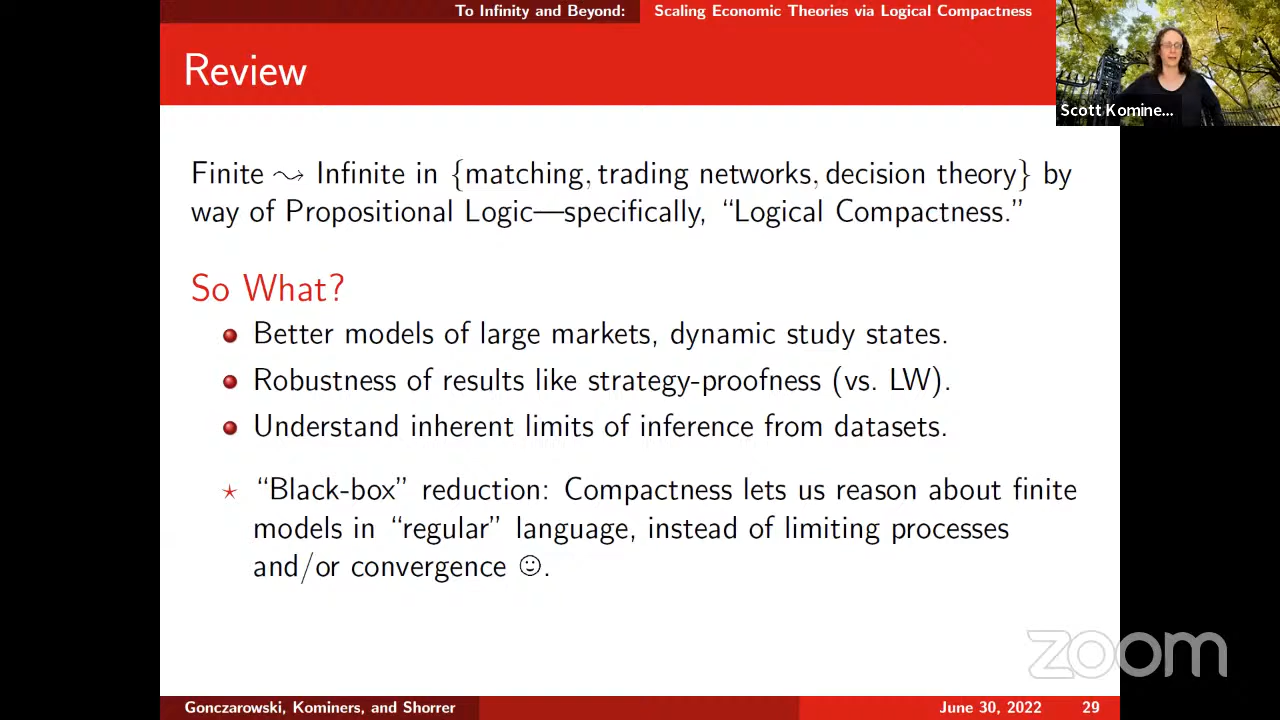 To Infinity and Beyond: Scaling Economic Theories via Logical Compactness
Review
Scott Komine...
Finite ⇝ Infinite in {matching, trading networks, decision theory} by
way of Propositional Logic—specifically, “Logical Compactness.”
So What?
Better models of large markets, dynamic study states.
Robustness of results like strategy-proofness (vs. LW).
Understand inherent limits of inference from datasets.
⋆ “Black-box” reduction: Compactness lets us reason about finite
models in “regular” language, instead of limiting processes
and/or convergence ☺.
zoom
Gonczarowski, Kominers, and Shorrer June 30, 2022 29